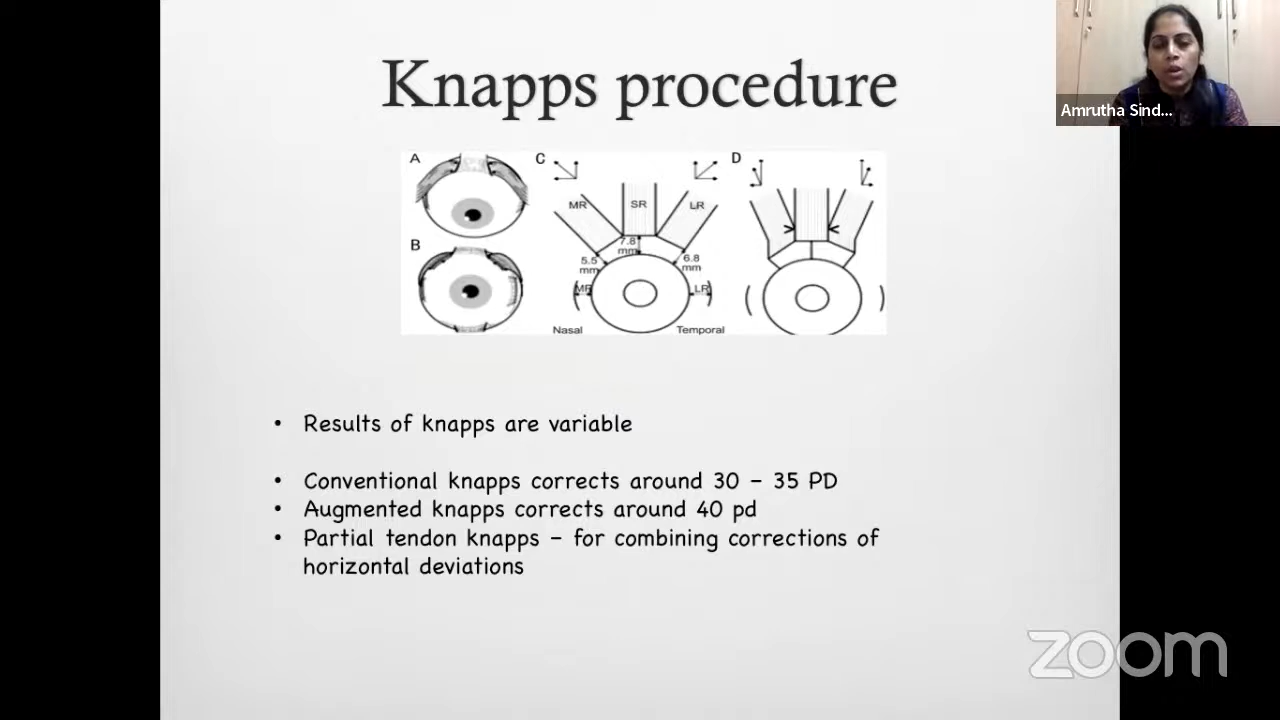 Knapps procedure
Amrutha Sind...
A
C
D
MR
SR
LR
7.8
mm
B
5.5
mm
6.8
mm
MR
LR
Nasal
Temporal
• Results of knapps are variable
• Conventional knapps corrects around 30 – 35 PD
• Augmented knapps corrects around 40 pd
• Partial tendon knapps – for combining corrections of
horizontal deviations
zoom